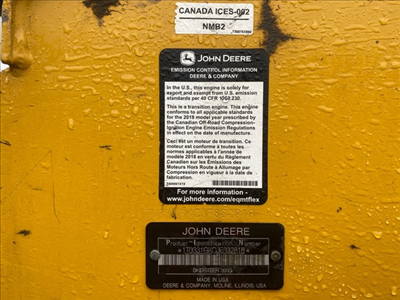 CANADA ICES-002
NMB2
JOHN DEERE
EMISSION CONTROL INFORMATION
DEERE & COMPANY
In the U.S., this engine is solely for
export and exempt from U.S. emission
standards per 40 CFR 1068.230.
This is a transition engine. This engine
conforms to all applicable standards
for the 2018 model year prescribed by
the Canadian Off-Road Compression-
Ignition Engine Emission Regulations
in effect on the date of manufacture.
Ceci est un moteur de transition. Ce
moteur est conforme à toutes les
normes applicables à l'année de
modèle 2018 en vertu du Règlement
Canadien sur les Émissions des
Moteurs Hors Route à Allumage par
Compression en vigueur à la date de
fabrication.
For more information
www.johndeere.com/eqmtflex
JOHN DEERE
Product Identification Number
DEERE & COMPANY, MOLINE, ILLINOIS, USA